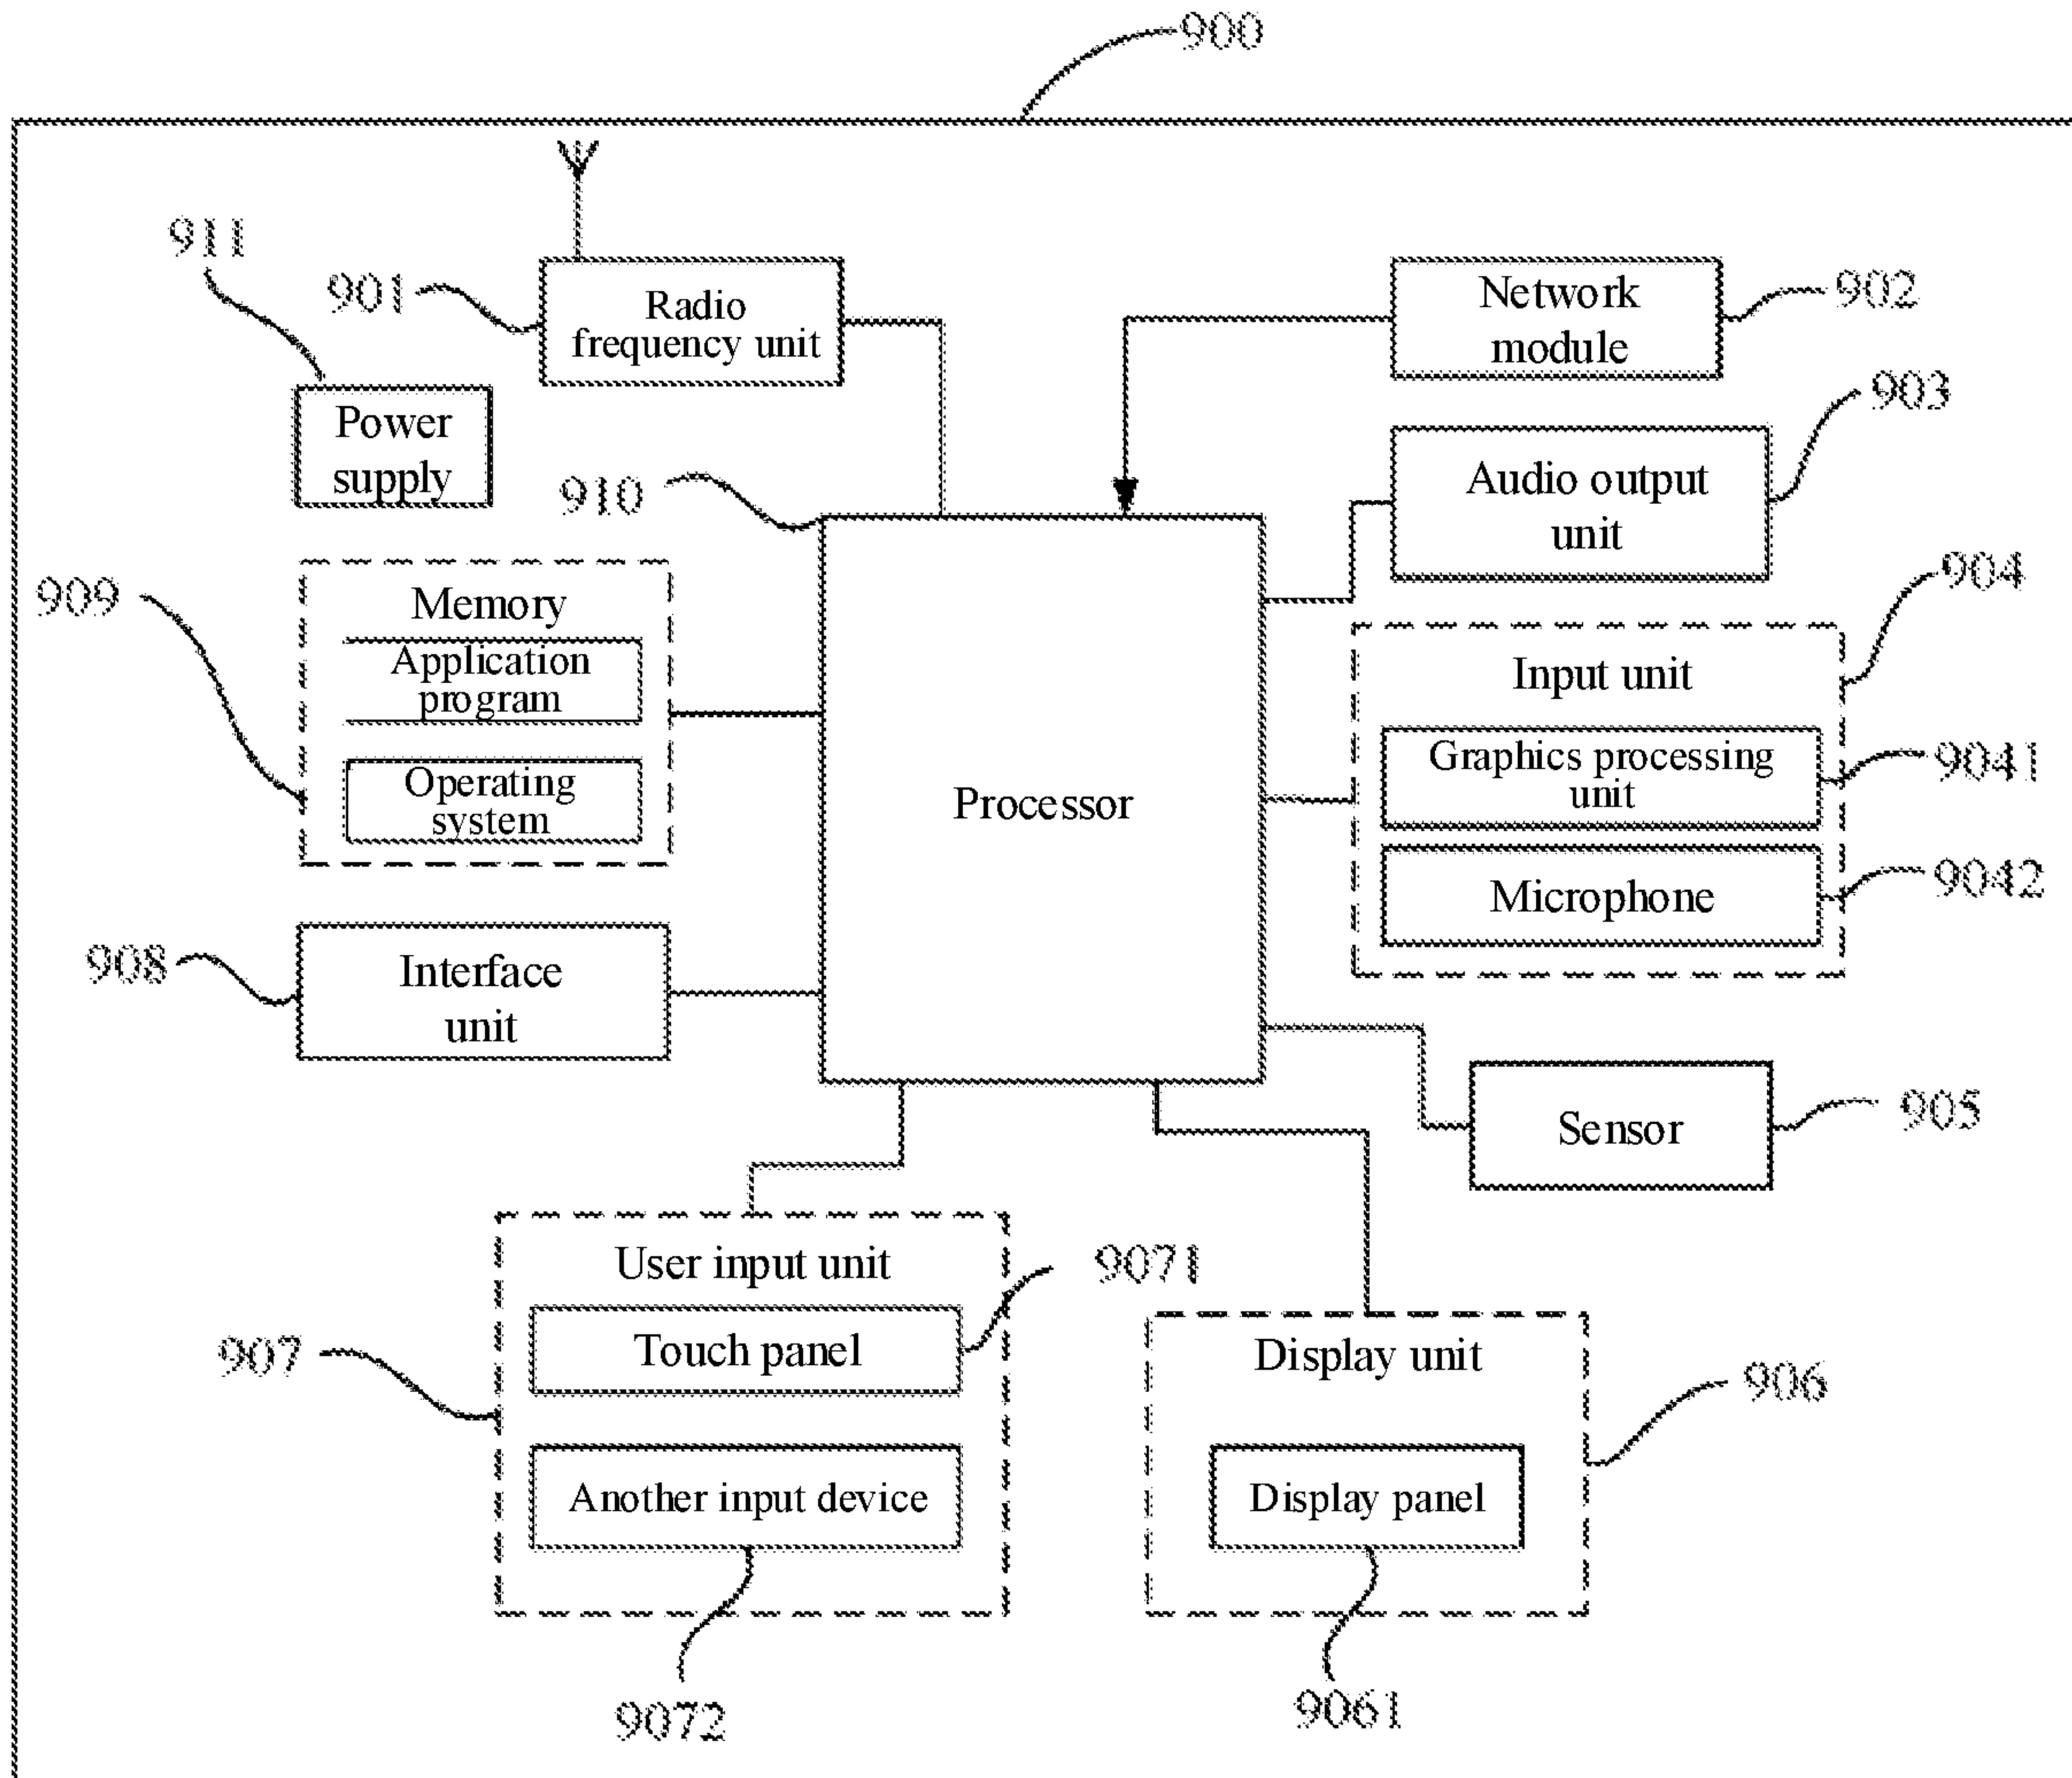 900
911
901
Radio
frequency unit
Network
module
902
Power
supply
903
Audio output
unit
910
909
Memory
Application
program
Operating
system
Processor
904
Input unit
Graphics processing
unit
9041
Microphone
9042
908
Interface
unit
Sensor
905
User input unit
9071
Touch panel
907
Another input device
9072
Display unit
906
Display panel
9061